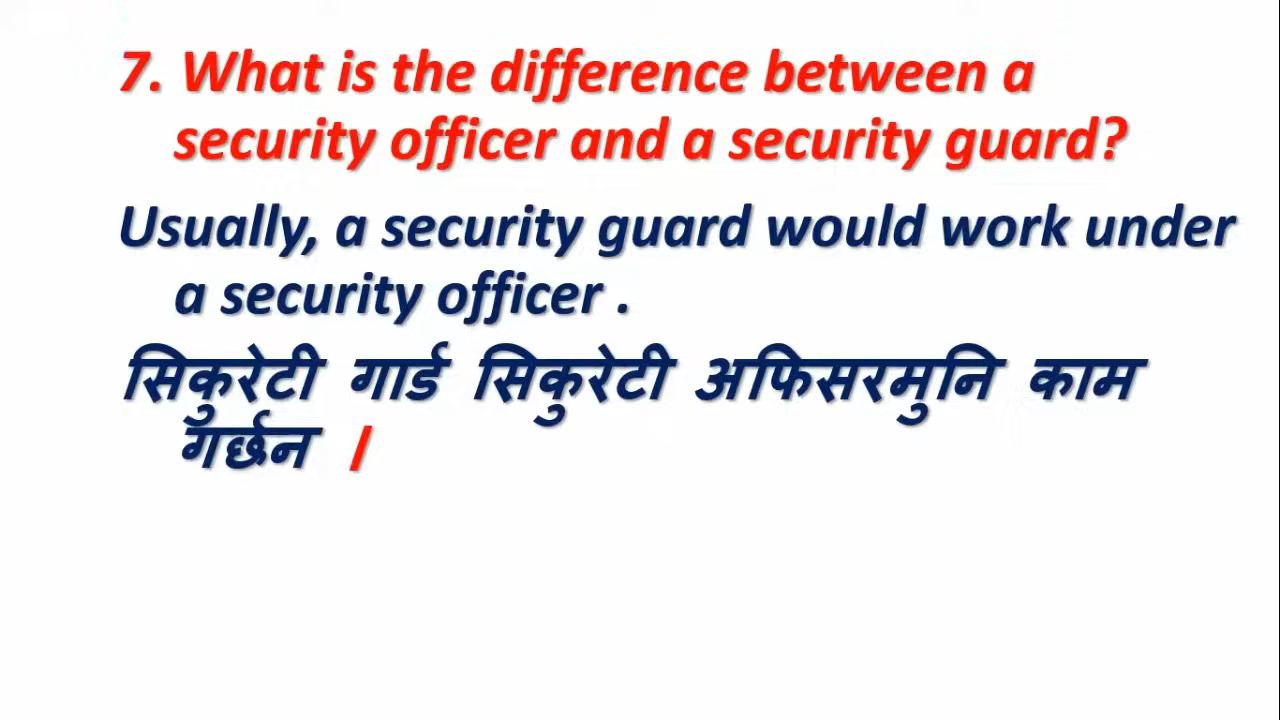 7. What is the difference between a
security officer and a security guard?
Usually, a security guard would work under
a security officer .
सिकुरेटी गार्ड सिकुरेटी अफिसरमुनि काम
गर्छन ।